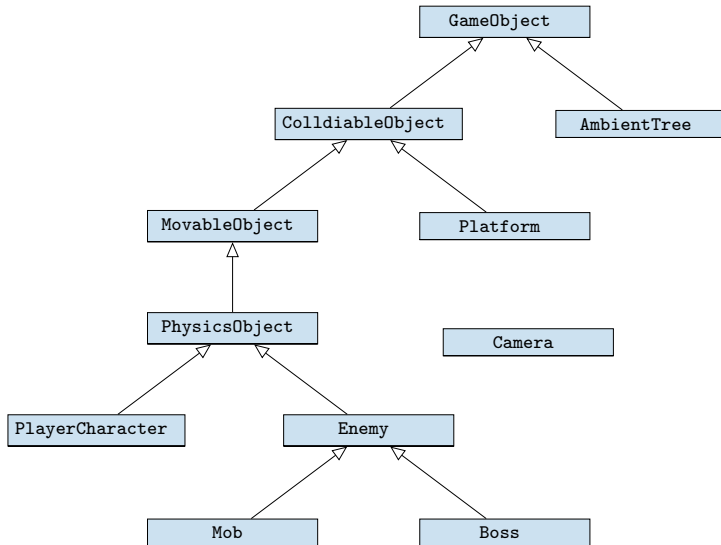 GameObject
ColldiableObject
AmbientTree
MovableObject
Platform
PhysicsObject
Camera
PlayerCharacter
Enemy
Mob
Boss